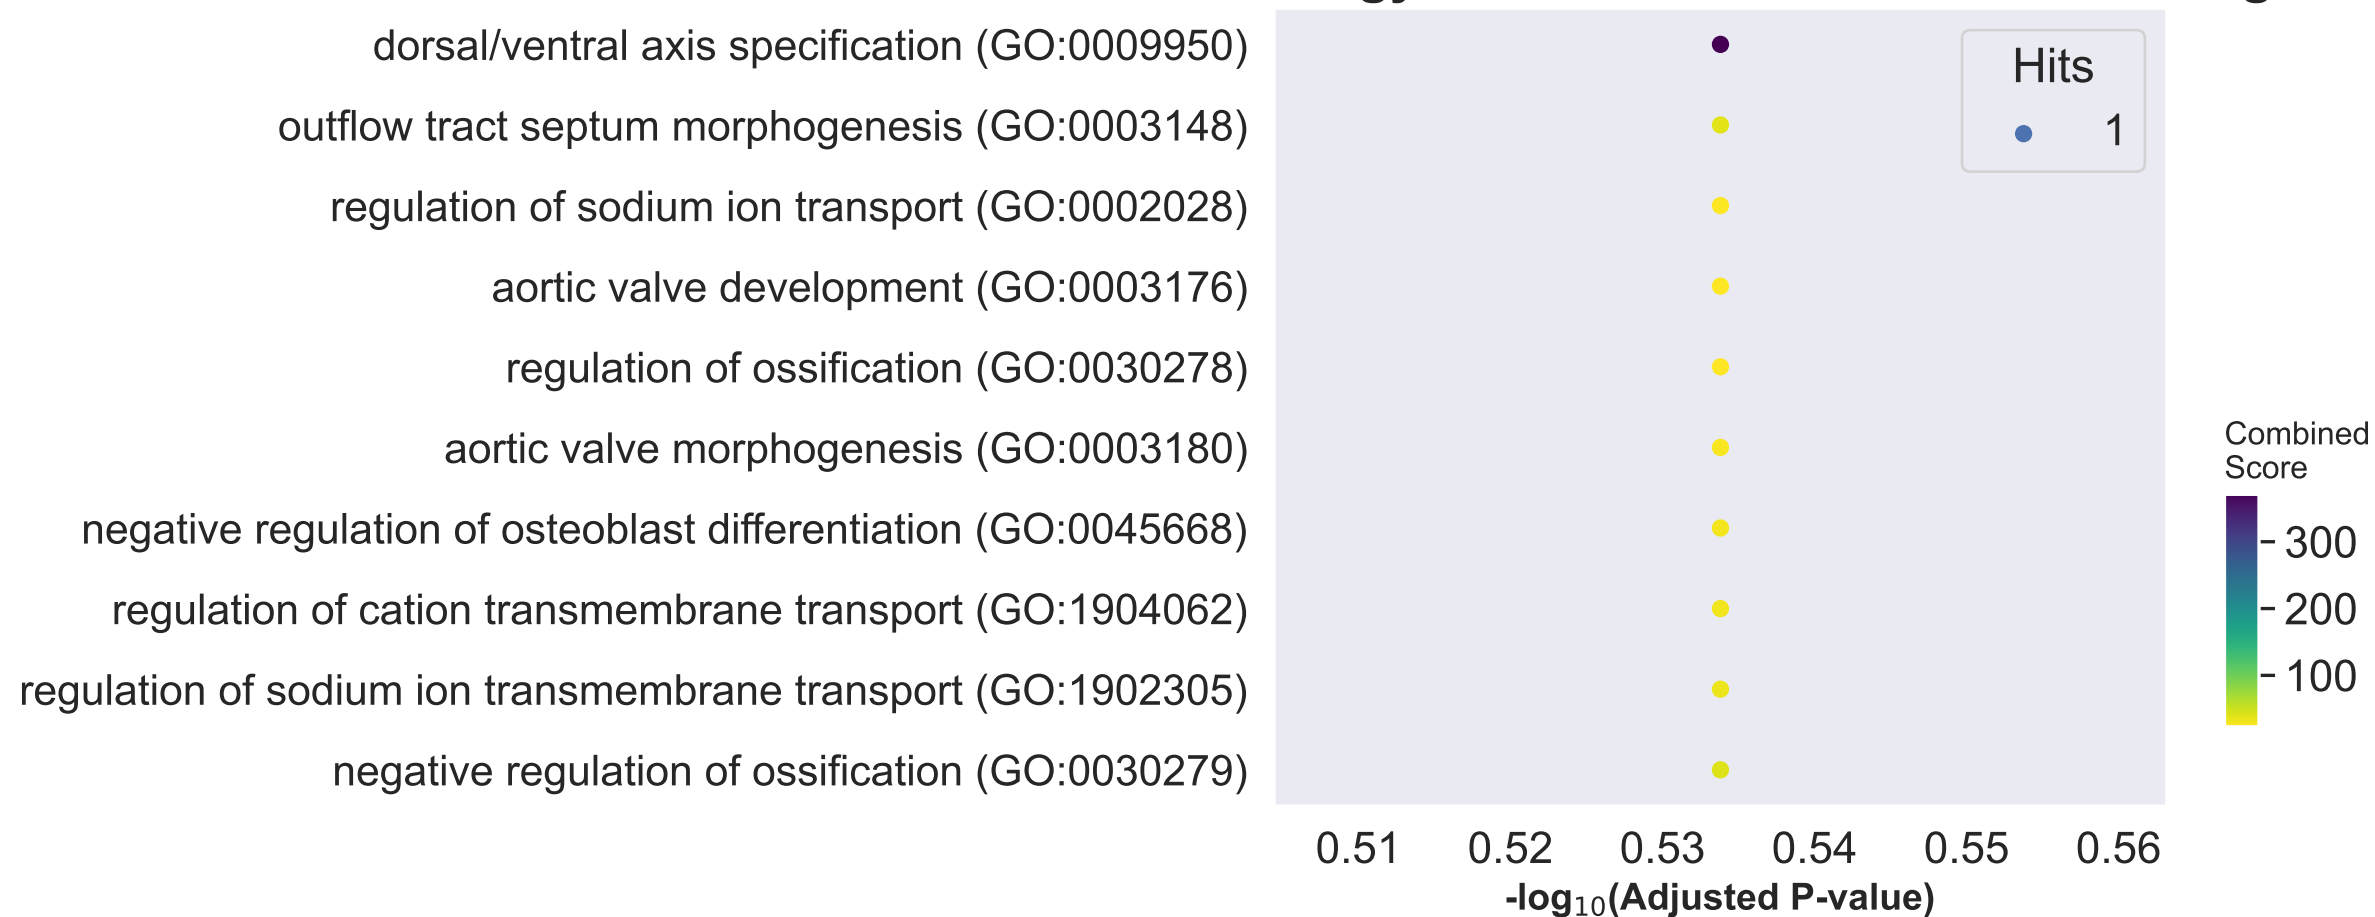 dorsal/ventral axis specification (GO:0009950)
outflow tract septum morphogenesis (GO:0003148)
regulation of sodium ion transport (GO:0002028)
aortic valve development (GO:0003176)
regulation of ossification (GO:0030278)
aortic valve morphogenesis (GO:0003180)
negative regulation of osteoblast differentiation (GO:0045668)
regulation of cation transmembrane transport (GO:1904062)
regulation of sodium ion transmembrane transport (GO:1902305)
negative regulation of ossification (GO:0030279)
Hits
1
Combined
Score
300
200
100
0.51 0.52 0.53 0.54 0.55 0.56
-log₁₀(Adjusted P-value)